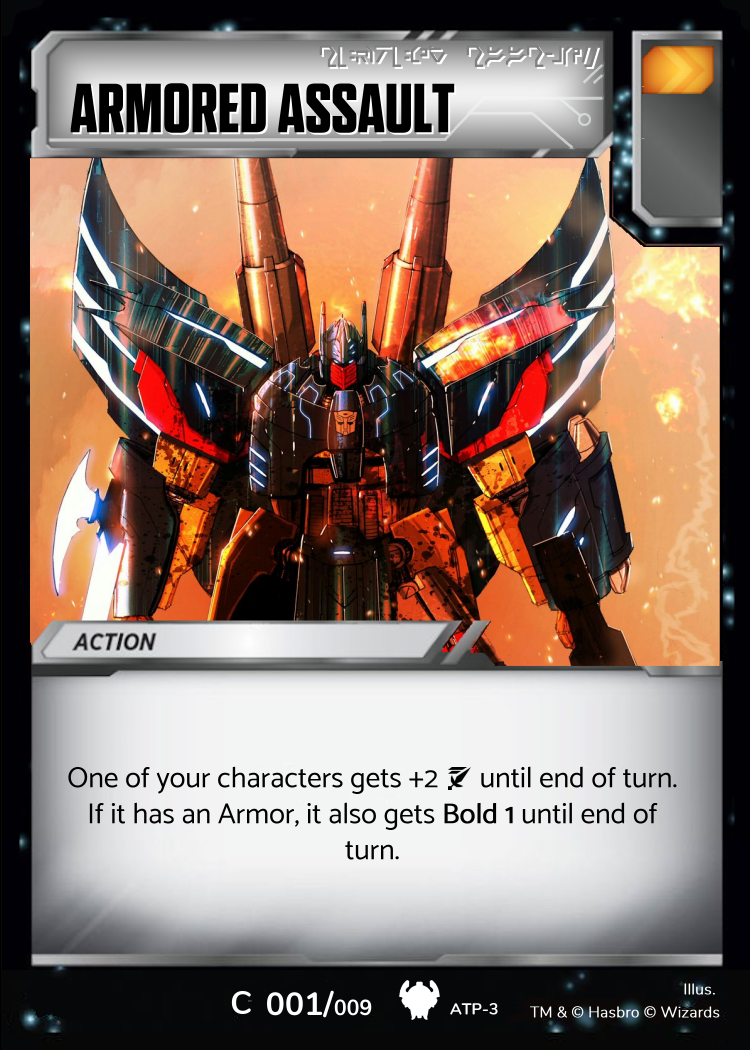 ARMORED ASSAULT
ACTION
One of your characters gets +2 until end of turn.
If it has an Armor, it also gets Bold 1 until end of
turn.
C 001/009
ATP-3
Illus.
TM & © Hasbro © Wizards